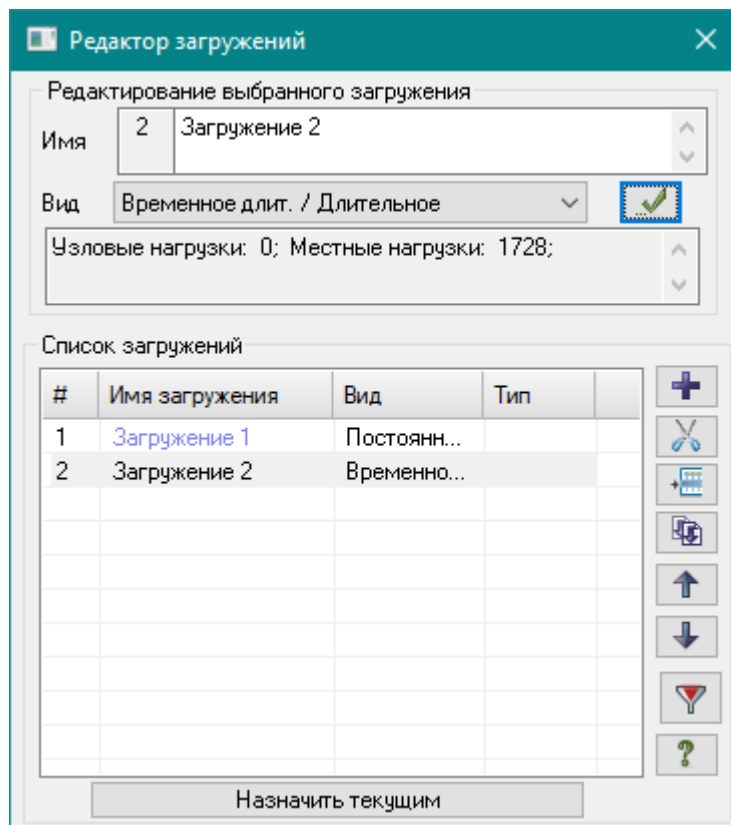 Редактор загружений
Редактирование выбранного загружения
Имя 2 Загружение 2
Вид Временное длит. / Длительное
Узловые нагрузки: 0; Местные нагрузки: 1728;
Список загружений
# Имя загружения Вид Тип
1 Загружение 1 Постоянн...
2 Загружение 2 Временно...
Назначить текущим